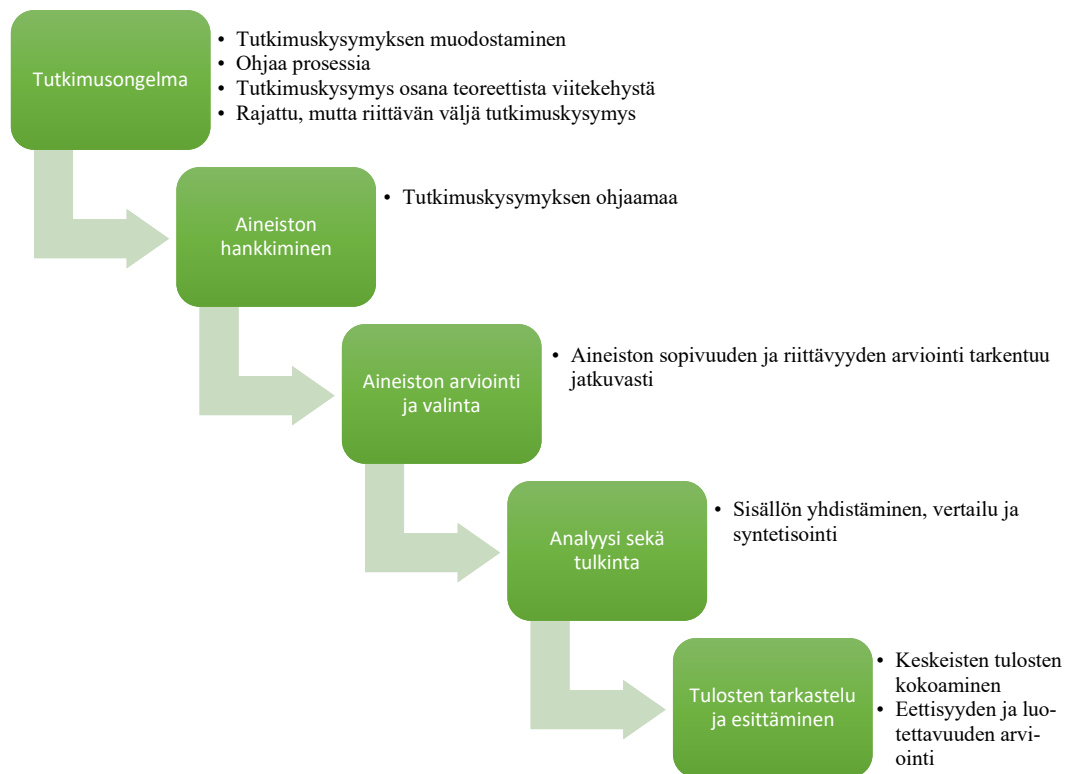 Tutkimusongelma
• Tutkimuskysymyksen muodostaminen
• Ohjaa prosessia
• Tutkimuskysymys osana teoreettista viitekehystä
• Rajattu, mutta riittävän väljä tutkimuskysymys
Aineiston
hankkiminen
• Tutkimuskysymyksen ohjaamaa
Aineiston arviointi
ja valinta
• Aineiston sopivuuden ja riittävyyden arviointi tarkentuu
jatkuvasti
Analyysi sekä
tulkinta
• Sisällön yhdistäminen, vertailu ja
syntetisointi
Tulosten tarkastelu
ja esittäminen
• Keskeisten tulosten
kokoaminen
• Eettisyyden ja luo-
tettavuuden arvi-
ointi